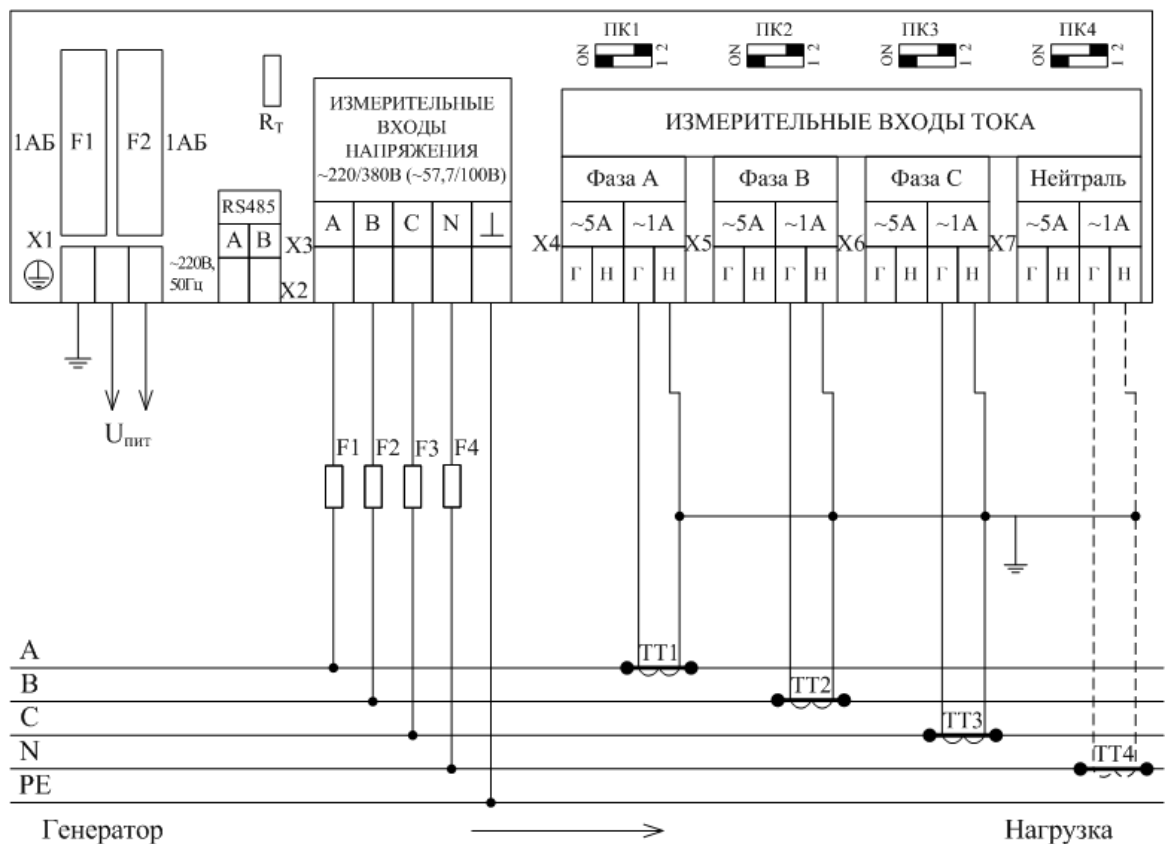 ПК1 ПК2 ПК3 ПК4
ON 1 2 ON 1 2 ON 1 2 ON 1 2
1АБ F1 F2 1АБ
Rт
ИЗМЕРИТЕЛЬНЫЕ
ВХОДЫ
НАПРЯЖЕНИЯ
~220/380В (~57,7/100В)
ИЗМЕРИТЕЛЬНЫЕ ВХОДЫ ТОКА
Фаза А Фаза В Фаза С Нейтраль
RS485
A B
X1
X3
A B C N
X4 ~5А ~1А X5 ~5А ~1А X6 ~5А ~1А X7 ~5А ~1А
~220В,
50Гц
X2
Г Н Г Н Г Н Г Н Г Н Г Н Г Н Г Н
Uпит
F1 F2 F3 F4
A
TT1
B
TT2
C
TT3
N
TT4
PE
Генератор
Нагрузка